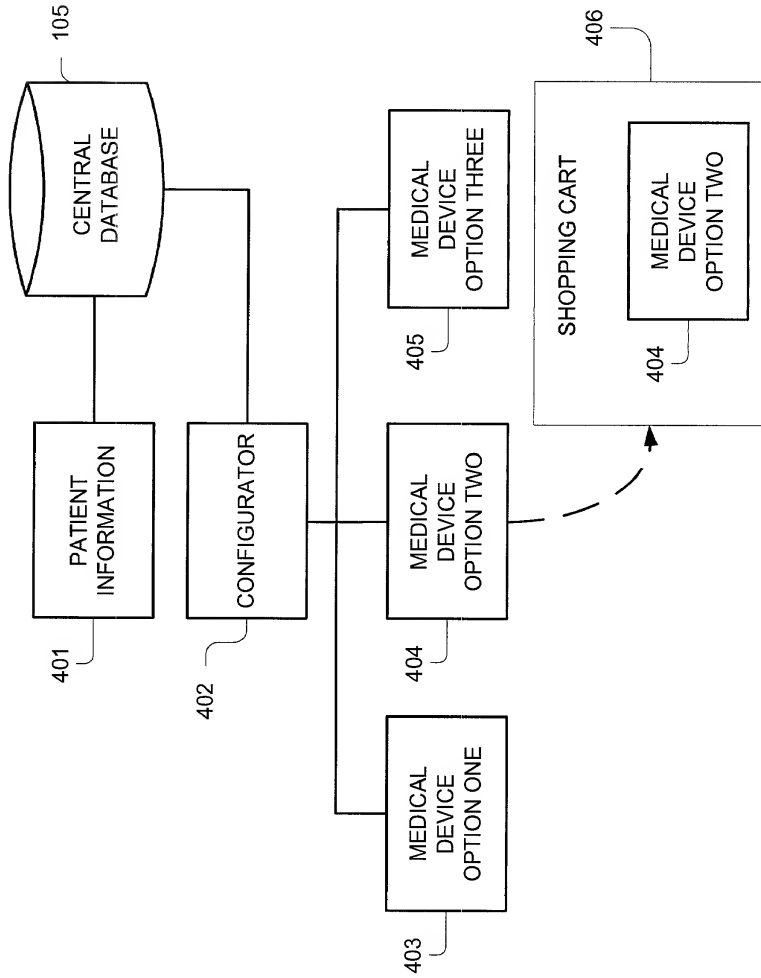 105
CENTRAL
DATABASE
PATIENT
INFORMATION
401
CONFIGURATOR
402
MEDICAL
DEVICE
OPTION ONE
403
MEDICAL
DEVICE
OPTION TWO
404
MEDICAL
DEVICE
OPTION THREE
405
406
SHOPPING CART
MEDICAL
DEVICE
OPTION TWO
404